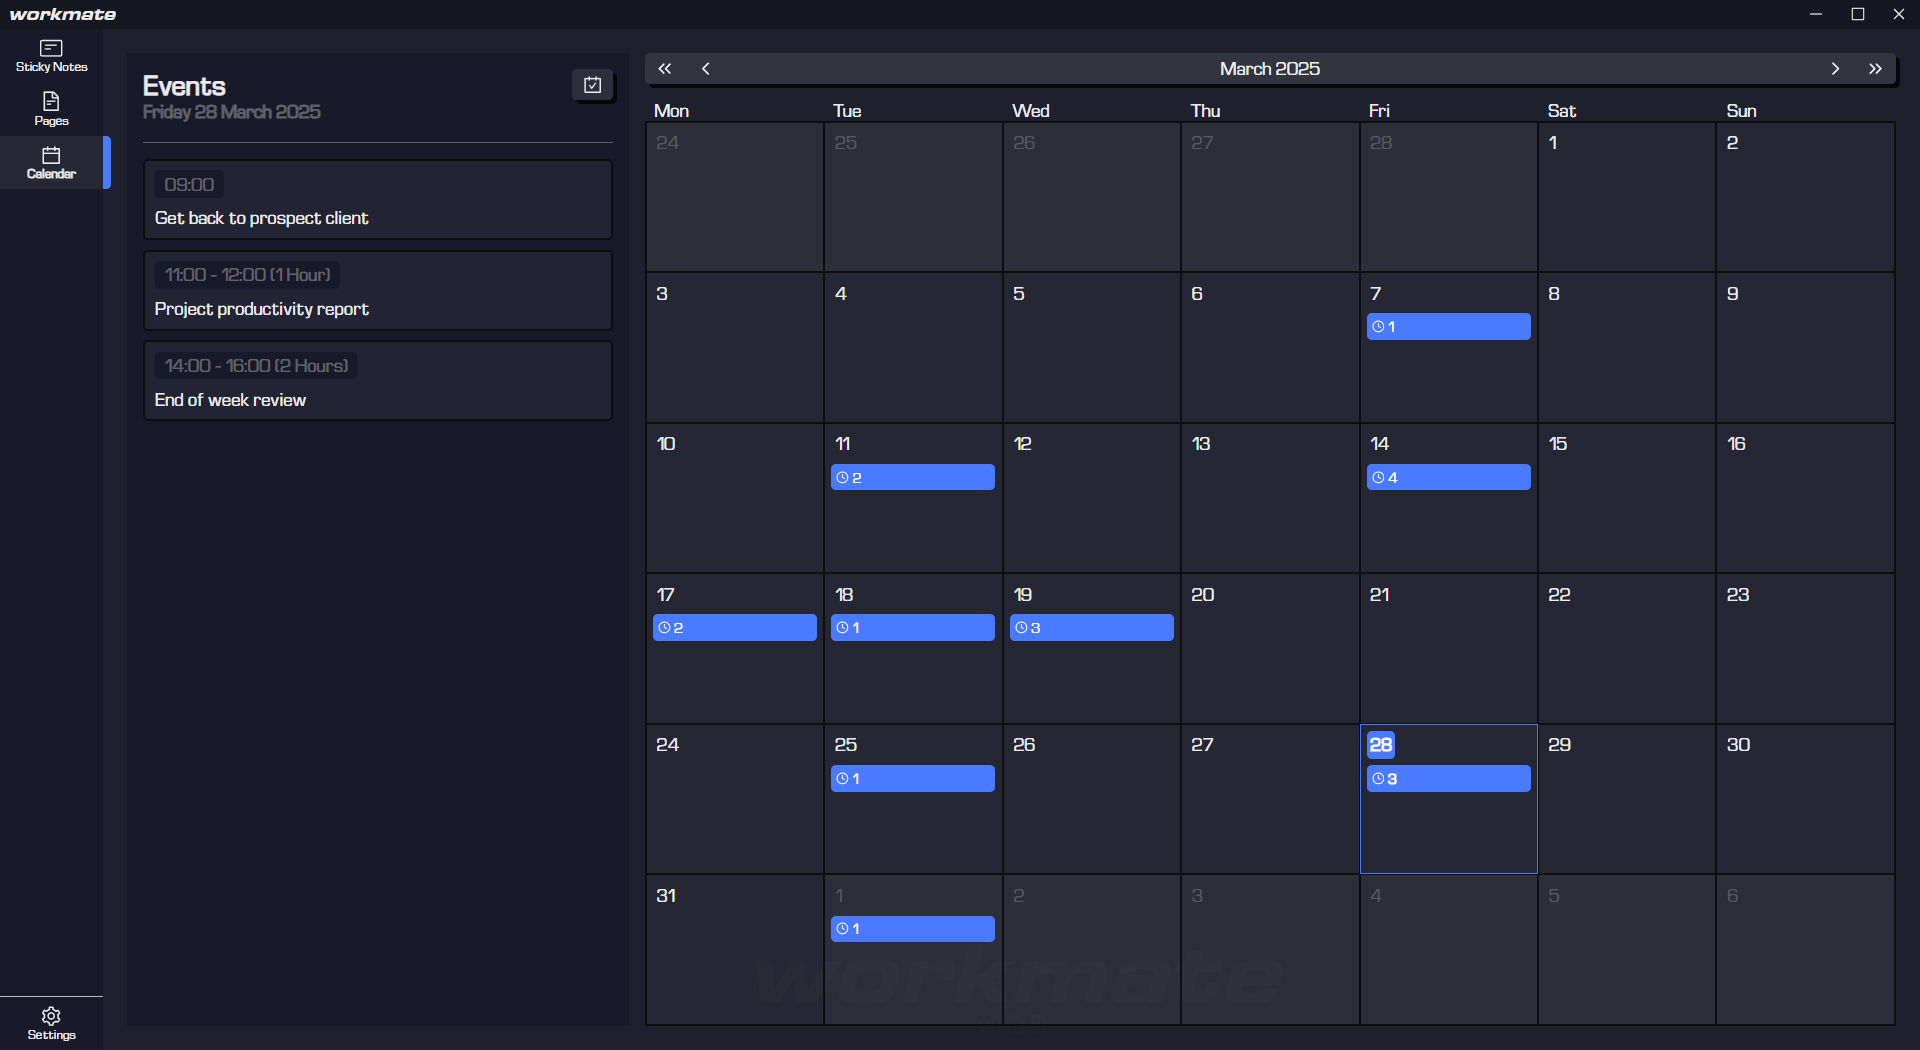 workmate
Sticky Notes
Pages
Calendar
Settings
Events
Friday 28 March 2025
09:00
Get back to prospect client
11:00 - 12:00 (1 Hour)
Project productivity report
14:00 - 16:00 (2 Hours)
End of week review
March 2025
Mon Tue Wed Thu Fri Sat Sun
24 25 26 27 28 1 2
3 4 5 6 7 8 9
1
10 11 12 13 14 15 16
2 4
17 18 19 20 21 22 23
2 1 3
24 25 26 27 28 29 30
1 3
31 1 2 3 4 5 6
1
workmate